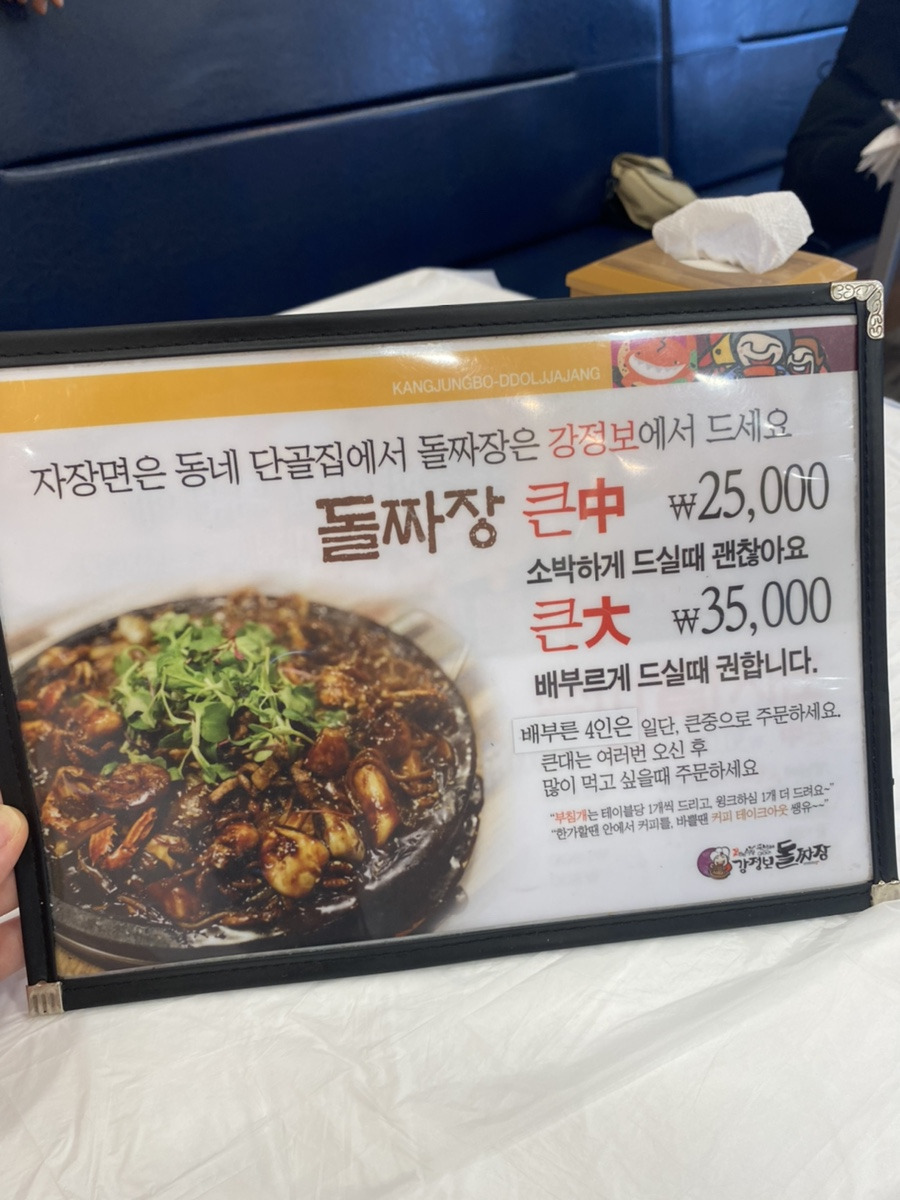 KANGJUNGBO-DDOLJJAJANG
자장면은 동네 단골집에서 돌짜장은 강정보에서 드세요
돌짜장 큰中 ₩25,000
소박하게 드실때 괜찮아요
큰大 ₩35,000
배부르게 드실때 권합니다.
배부른 4인은 일단, 큰중으로 주문하세요.
큰대는 여러번 오신 후
많이 먹고 싶을때 주문하세요
"부침개는 테이블당 1개씩 드리고, 윙크하심 1개 더 드려요~"
"한가할땐 안에서 커피를, 바쁠땐 커피 테이크아웃 땡유~~"
강정보 돌짜장